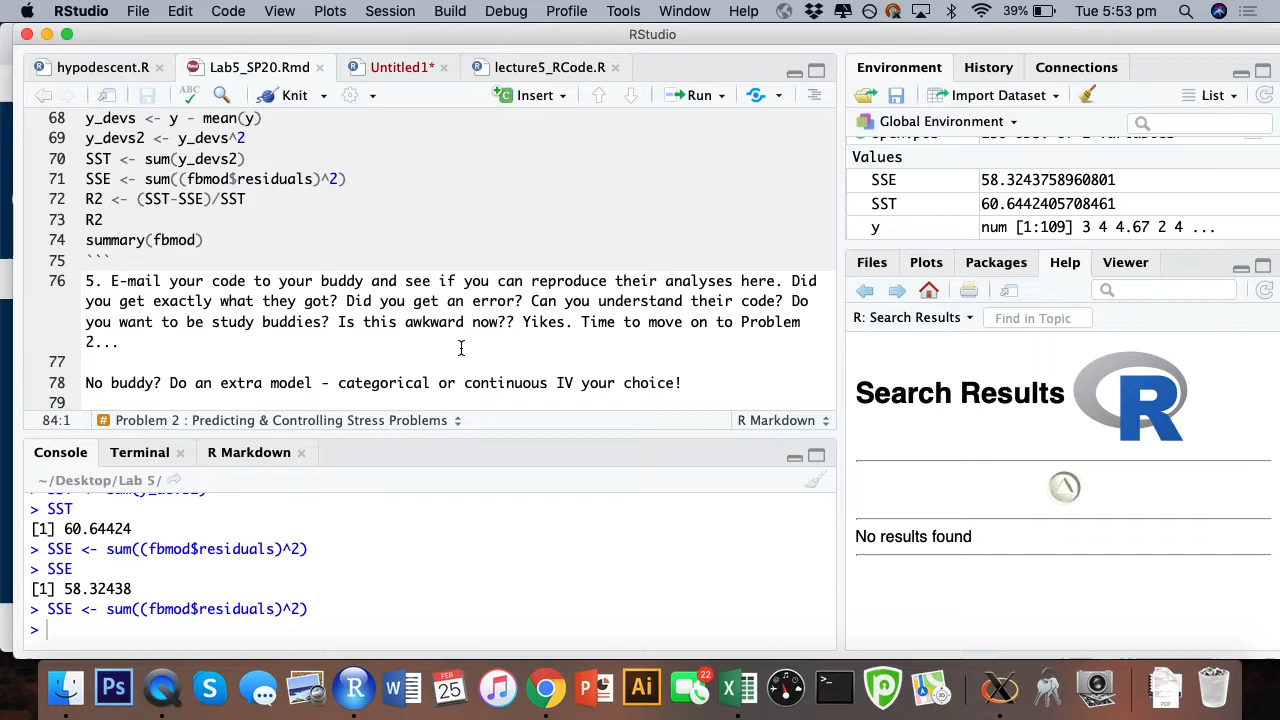 RStudio File Edit Code View Plots Session Build Debug Profile Tools Window Help 39% Tue 5:53 pm
RStudio
hypodescent.R Lab5_SP20.Rmd Untitled1* lecture5_RCode.R
ABC Knit Insert Run
68 y_devs <- y - mean(y)
69 y_devs2 <- y_devs^2
70 SST <- sum(y_devs2)
71 SSE <- sum((fbmod$residuals)^2)
72 R2 <- (SST-SSE)/SST
73 R2
74 summary(fbmod)
75 ```
76 5. E-mail your code to your buddy and see if you can reproduce their analyses here. Did
you get exactly what they got? Did you get an error? Can you understand their code? Do
you want to be study buddies? Is this awkward now?? Yikes. Time to move on to Problem
2...
77
78 No buddy? Do an extra model - categorical or continuous IV your choice!
79
84:1 Problem 2 : Predicting & Controlling Stress Problems R Markdown
Console Terminal R Markdown
~/Desktop/Lab 5/
> SST
[1] 60.64424
> SSE <- sum((fbmod$residuals)^2)
> SSE
[1] 58.32438
> SSE <- sum((fbmod$residuals)^2)
>
Environment History Connections
Import Dataset List
Global Environment
Values
SSE 58.3243758960801
SST 60.6442405708461
y num [1:109] 3 4 4.67 2 4 ...
Files Plots Packages Help Viewer
R: Search Results Find in Topic
Search Results R
No results found
Ps S R W FEB 25 P Ai 22 X P PDF